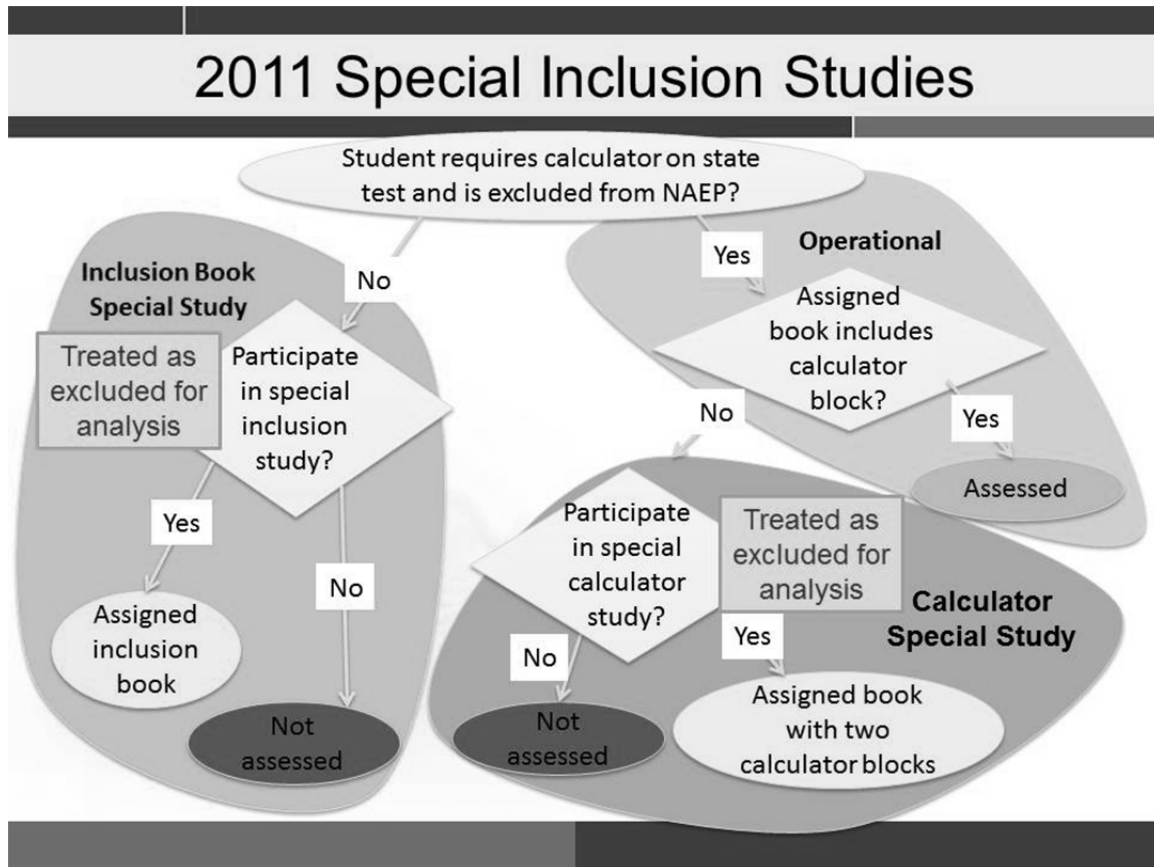 2011 Special Inclusion Studies
Student requires calculator on state
test and is excluded from NAEP?
No
Yes
Inclusion Book
Special Study
Treated as
excluded for
analysis
Participate
in special
inclusion
study?
Yes
No
Assigned
inclusion
book
Not
assessed
Operational
Assigned
book includes
calculator
block?
No
Yes
Assessed
Participate
in special
calculator
study?
Treated as
excluded for
analysis
Calculator
Special Study
No
Yes
Not
assessed
Assigned book
with two
calculator blocks